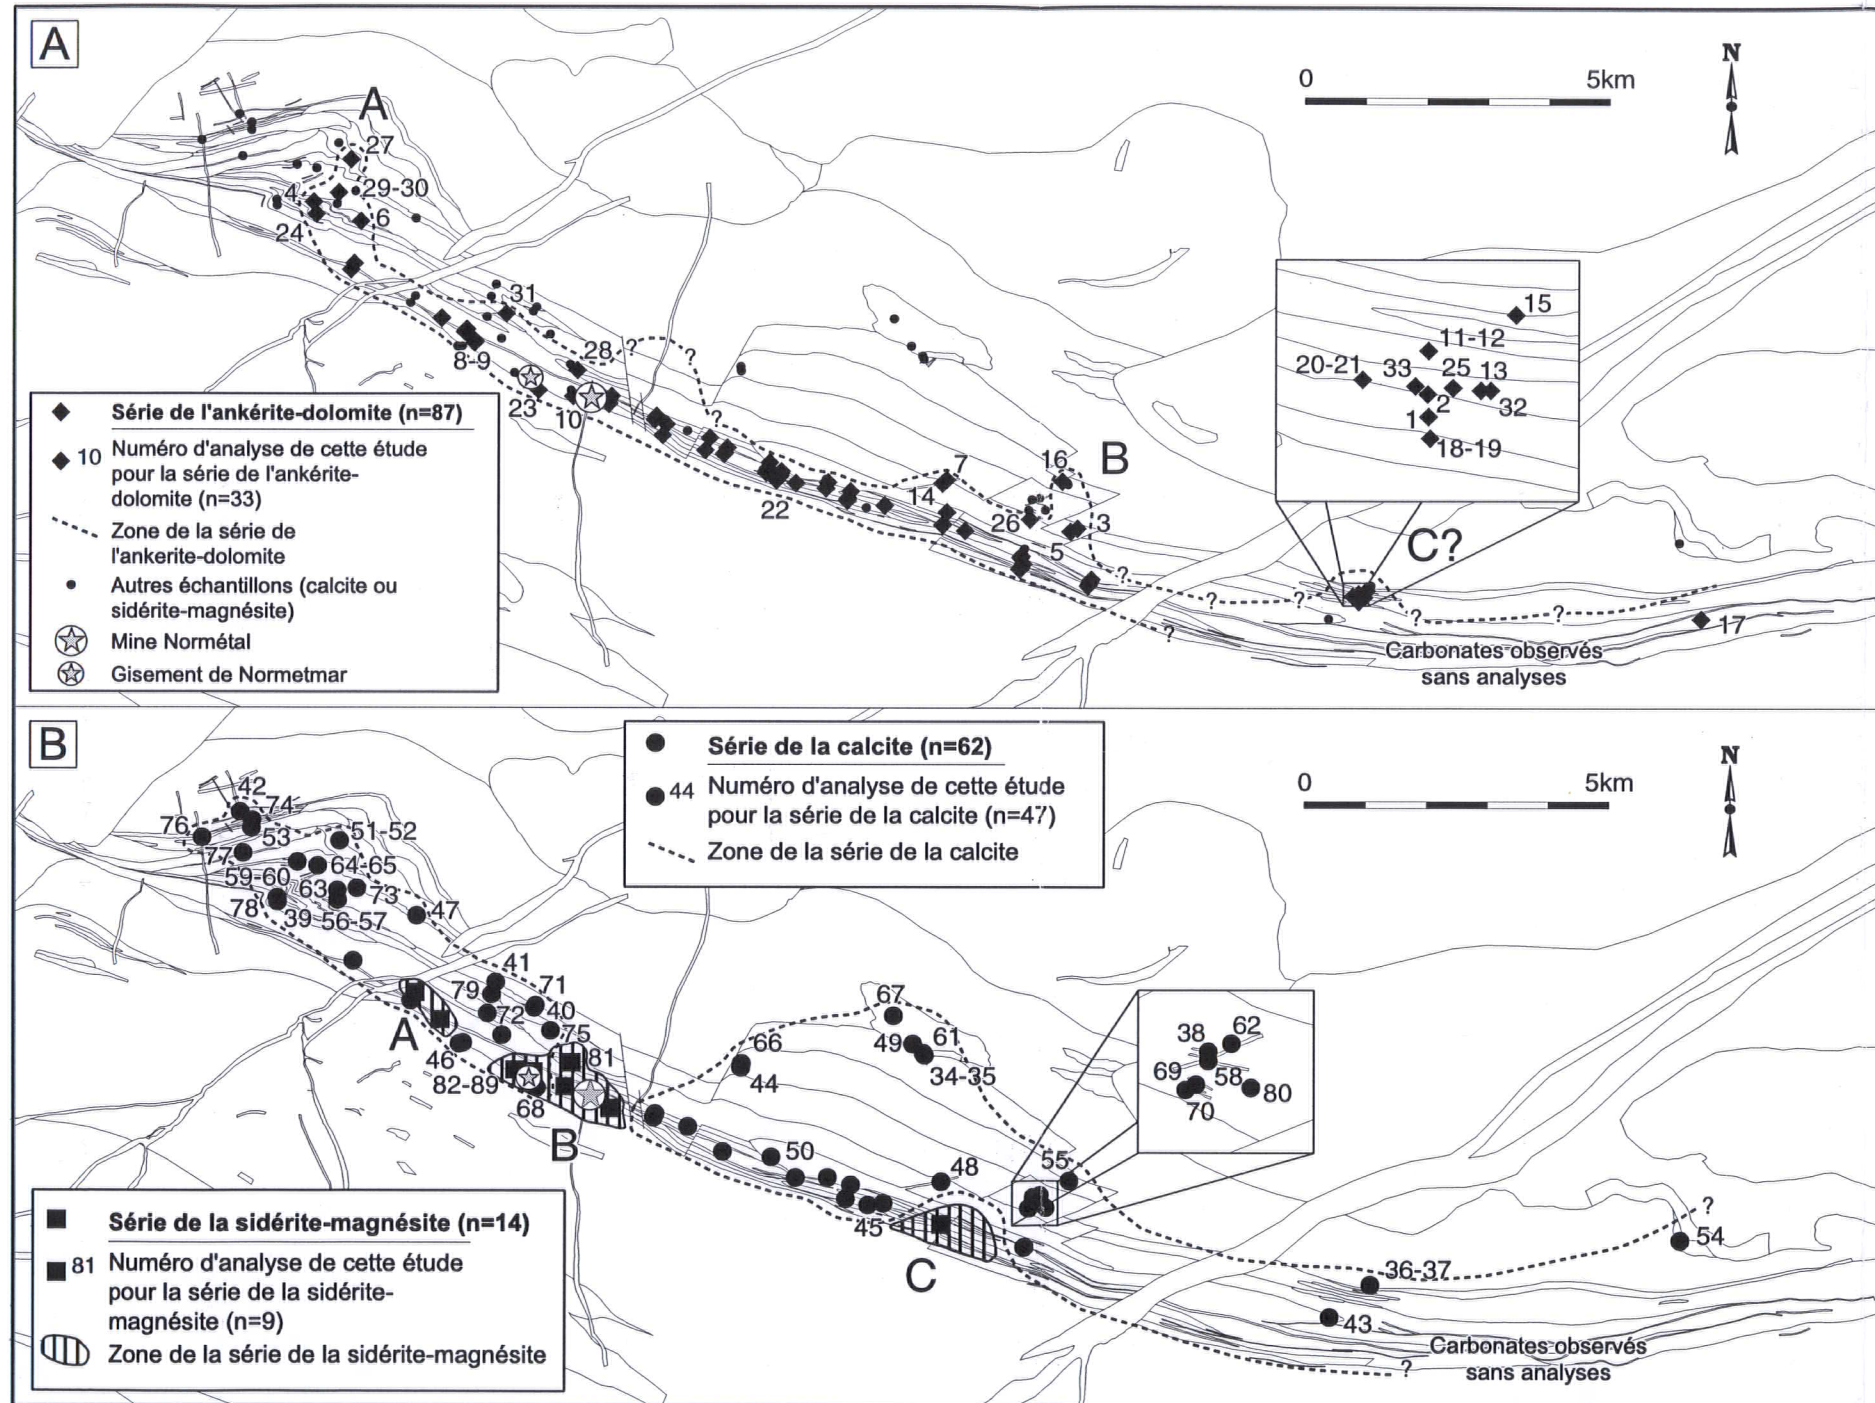 A
N
0 5km
A
27
4 29-30
6
24
31
8-9
28
?
?
23
10
?
22
7
14
16
B
26
3
5
?
?
15
11-12
20-21 33 25 13
2
32
1
18-19
C?
?
?
?
?
17
Carbonates observés
sans analyses
Série de l'ankérite-dolomite (n=87)
10 Numéro d'analyse de cette étude
pour la série de l'ankérite-
dolomite (n=33)
Zone de la série de
l'ankerite-dolomite
Autres échantillons (calcite ou
sidérite-magnésite)
Mine Normétal
Gisement de Normetmar
B
Série de la calcite (n=62)
44 Numéro d'analyse de cette étude
pour la série de la calcite (n=47)
Zone de la série de la calcite
N
0 5km
42
74
76
53
51-52
77
64-65
59-60
63
73
78
39 56-57
47
41
79
71
40
72
75
A
46
81
82-89
68
B
66
44
67
49 61
34-35
50
48
55
45
C
38 62
69 58
80
70
?
54
36-37
43
Carbonates observés
sans analyses
?
Série de la sidérite-magnésite (n=14)
81 Numéro d'analyse de cette étude
pour la série de la sidérite-
magnésite (n=9)
Zone de la série de la sidérite-magnésite